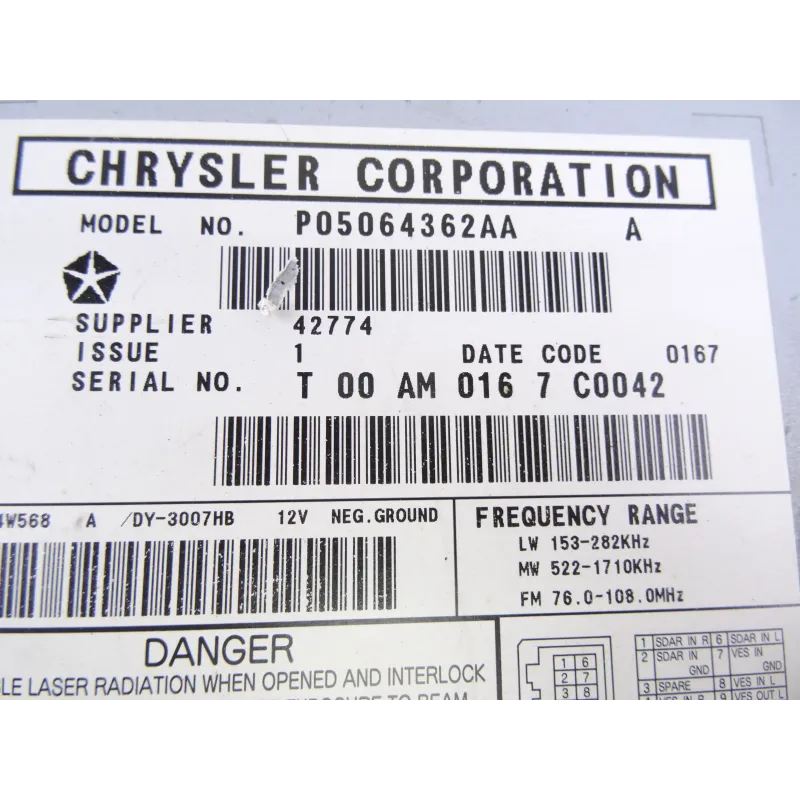 CHRYSLER CORPORATION
MODEL NO. P05064362AA A
SUPPLIER 42774
ISSUE 1 DATE CODE 0167
SERIAL NO. T 00 AM 016 7 C0042
4W568 A /DY-3007HB 12V NEG.GROUND
FREQUENCY RANGE
LW 153-282KHz
MW 522-1710KHz
FM 76.0-108.0MHz
DANGER
LASER RADIATION WHEN OPENED AND INTERLOCK
EXPOSURE TO BEAM
1 6
2 7
3 8
1 SDAR IN R 6 SDAR IN L
2 SDAR IN GND 7 VES IN GND
3 SPARE 8 VES IN L
9 VES OUT L